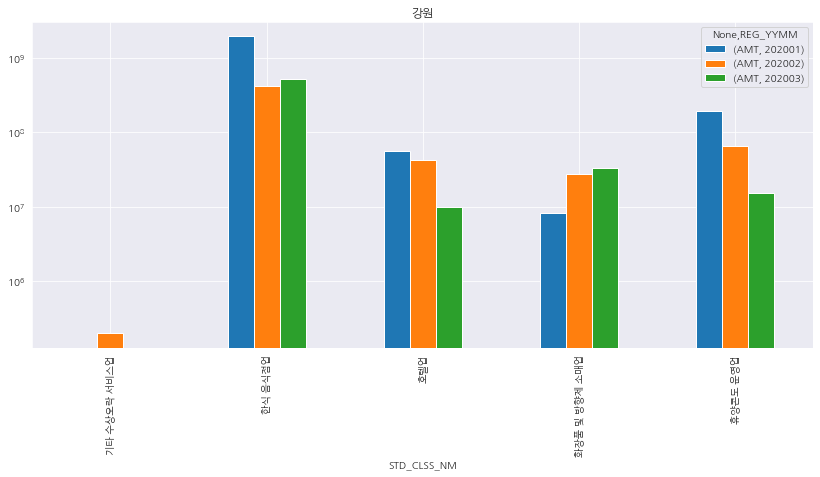 강원
None,REG_YYMM
(AMT, 202001)
(AMT, 202002)
(AMT, 202003)
10⁹
10⁸
10⁷
10⁶
기타 수상오락 서비스업
한식 음식점업
호텔업
화장품 및 방향제 소매업
휴양콘도 운영업
STD_CLSS_NM